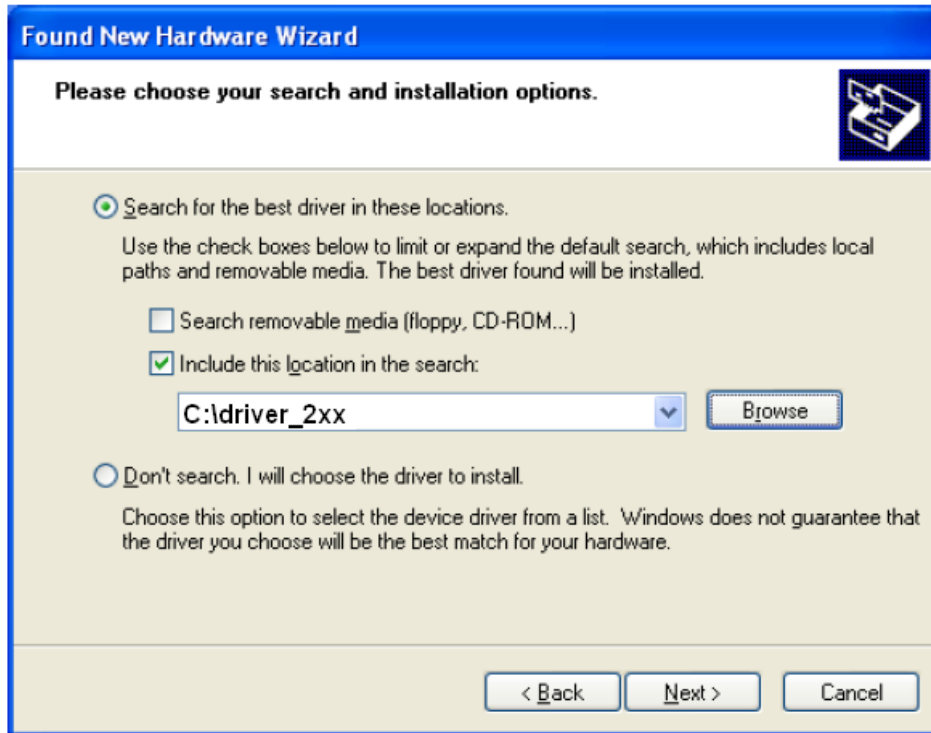 Found New Hardware Wizard
Please choose your search and installation options.
Search for the best driver in these locations.
Use the check boxes below to limit or expand the default search, which includes local
paths and removable media. The best driver found will be installed.
Search removable media (floppy, CD-ROM...)
Include this location in the search:
C:\driver_2xx
Browse
Don't search. I will choose the driver to install.
Choose this option to select the device driver from a list. Windows does not guarantee that
the driver you choose will be the best match for your hardware.
< Back Next > Cancel